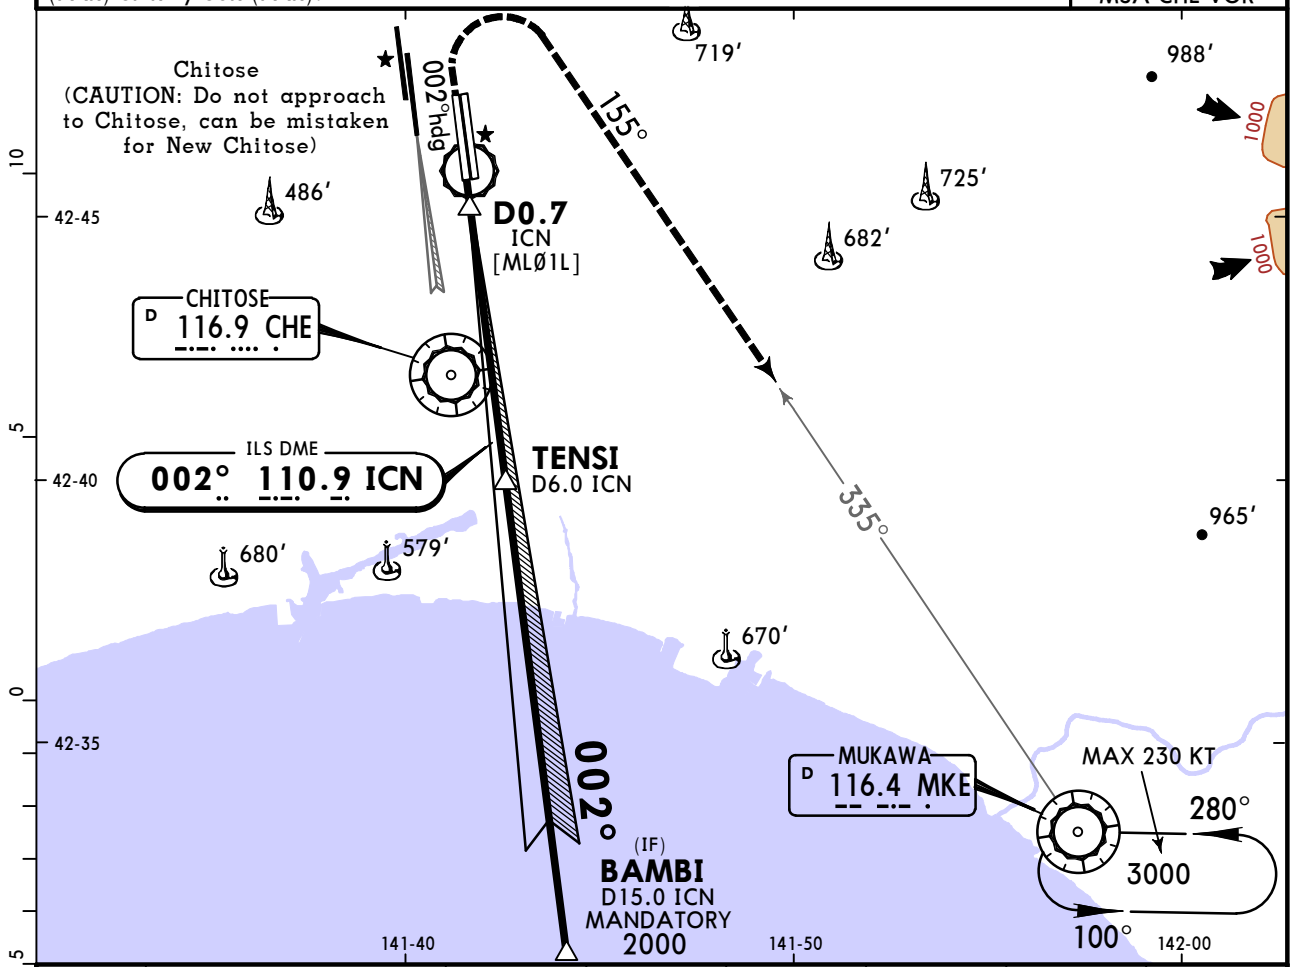 719'
988'
Chitose
(CAUTION: Do not approach
to Chitose, can be mistaken
for New Chitose)
002°hdg
155°
1000
10
486'
725'
42-45
D0.7
ICN
[MLØ1L]
682'
1000
CHITOSE
D 116.9 CHE
5
ILS DME
002° 110.9 ICN
42-40
TENSI
D6.0 ICN
335°
965'
680'
579'
670'
0
42-35
002°
MUKAWA
D 116.4 MKE
MAX 230 KT
280°
3000
100°
(IF)
BAMBI
D15.0 ICN
MANDATORY
2000
5
141-40
141-50
142-00